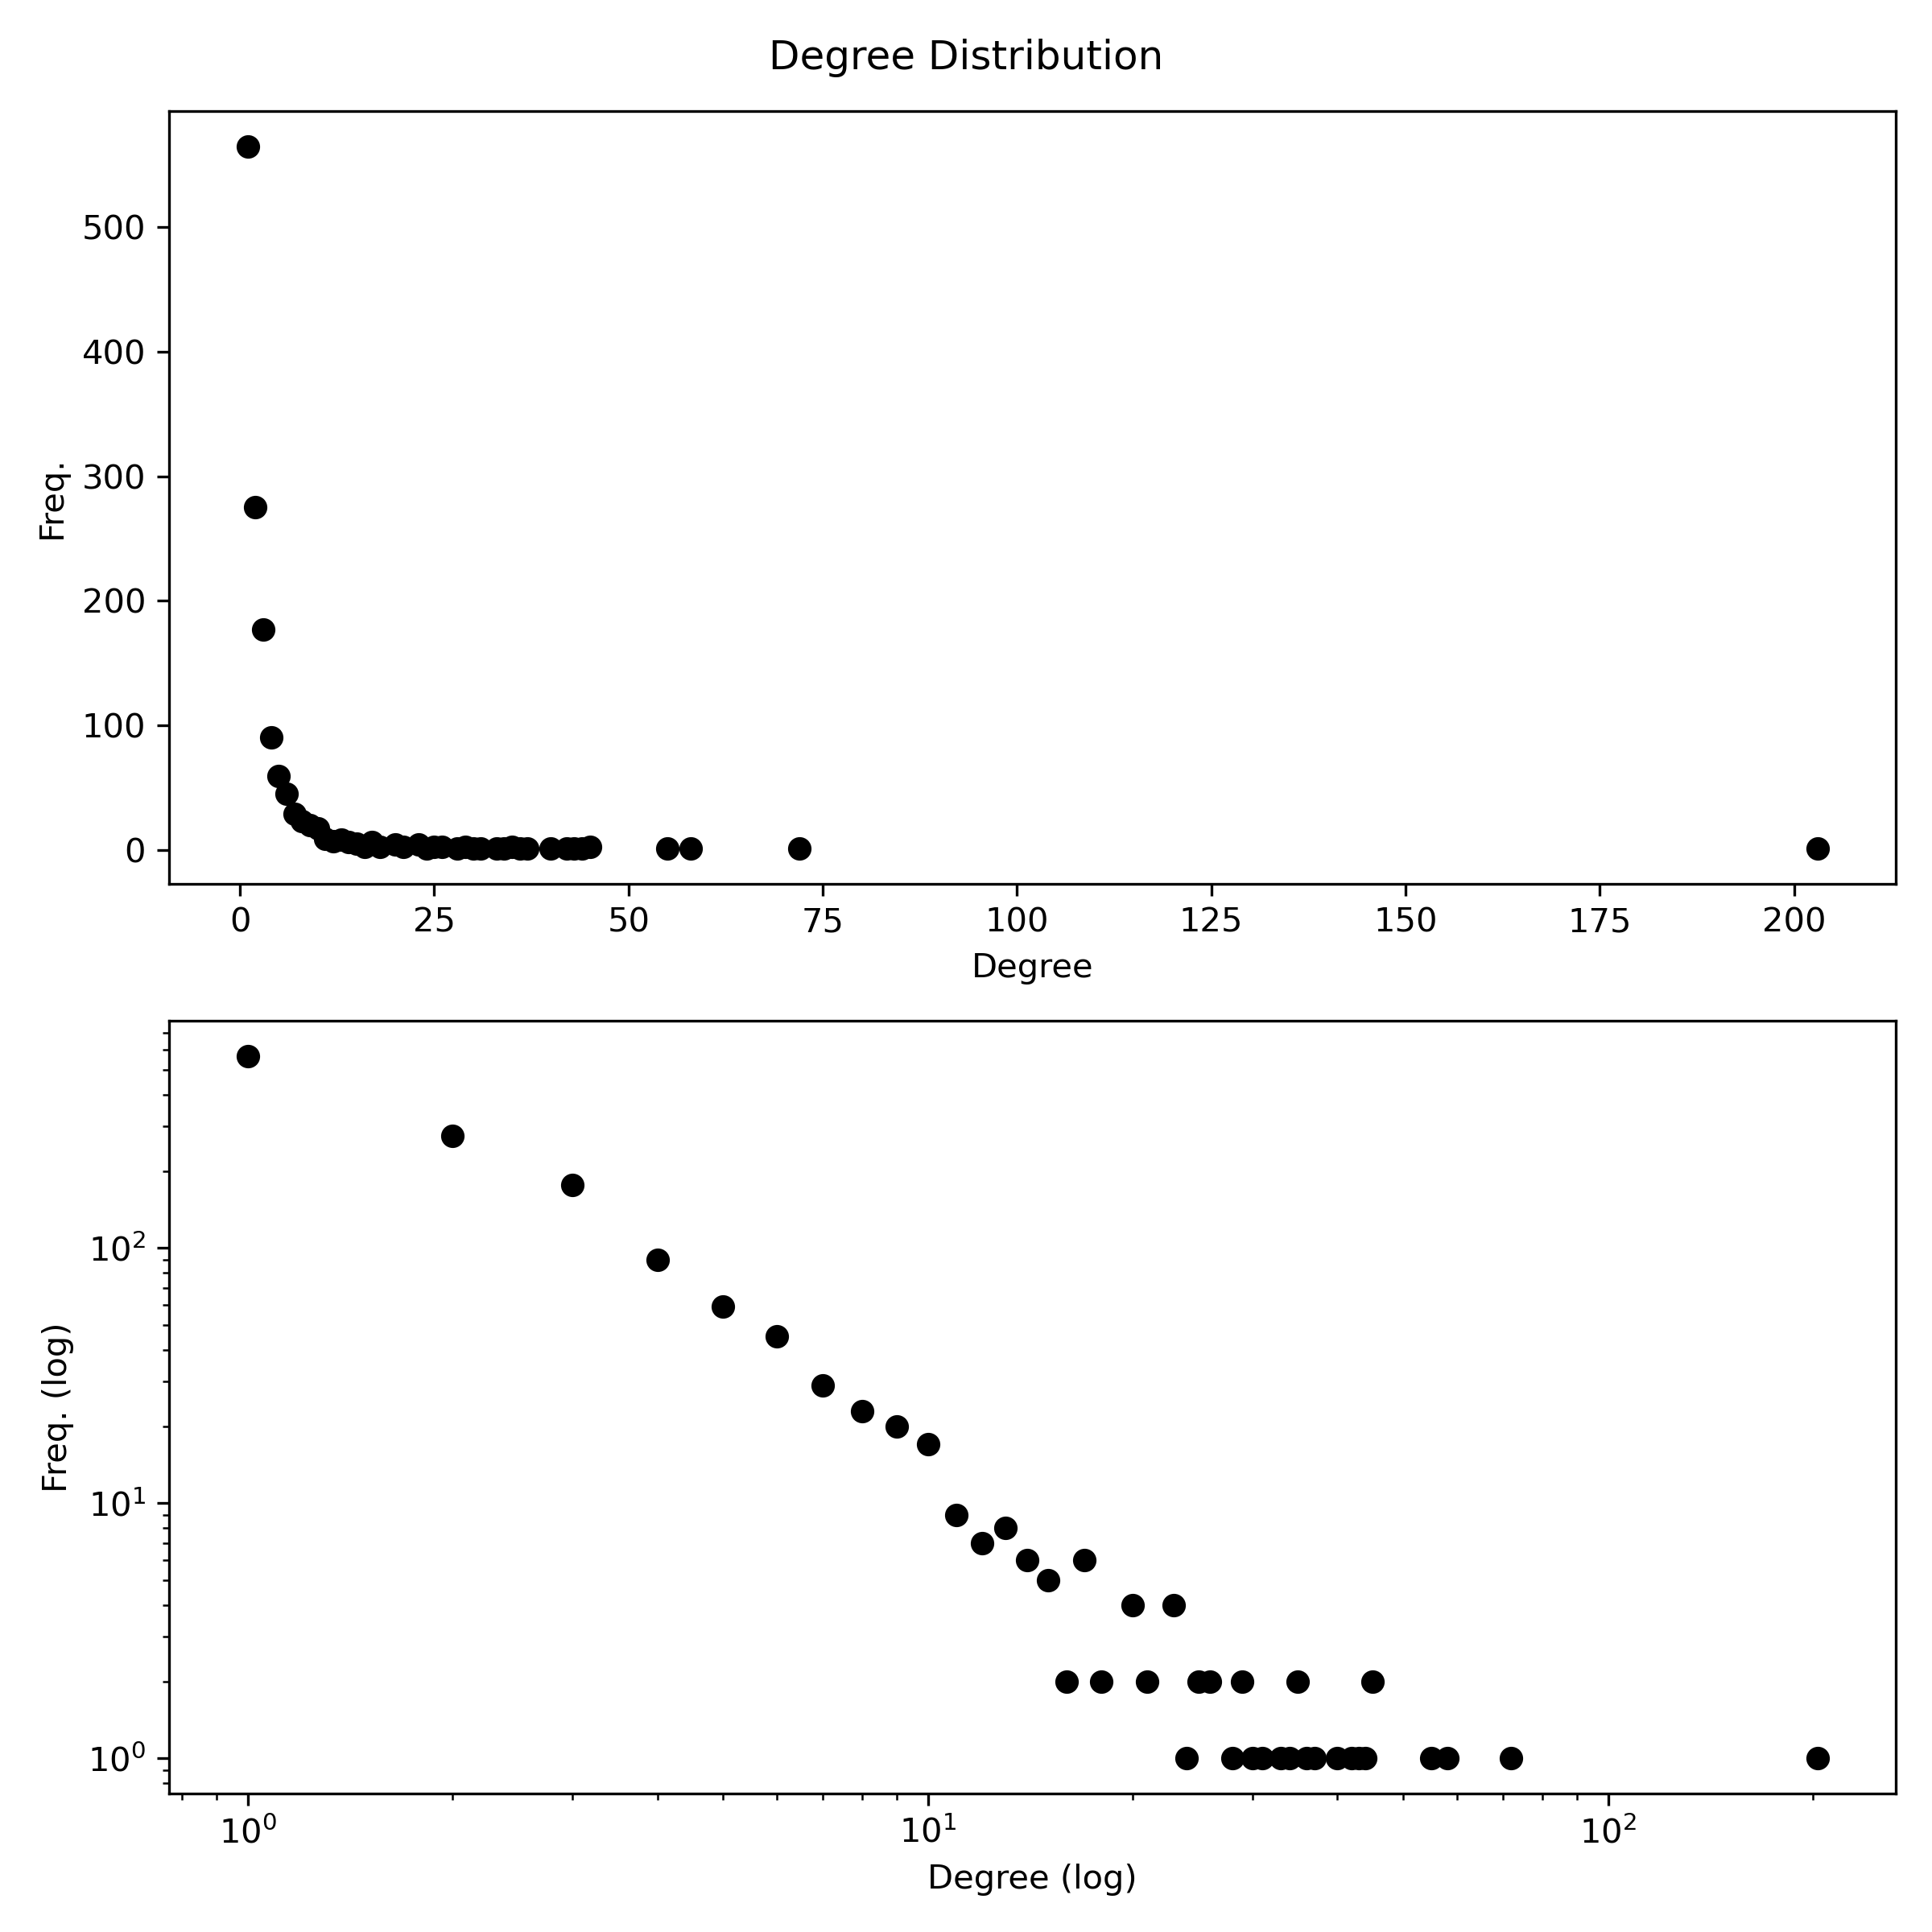 Degree Distribution
500
400
300
200
100
0
Freq.
0 25 50 75 100 125 150 175 200
Degree
10²
10¹
10⁰
Freq. (log)
10⁰ 10¹ 10²
Degree (log)